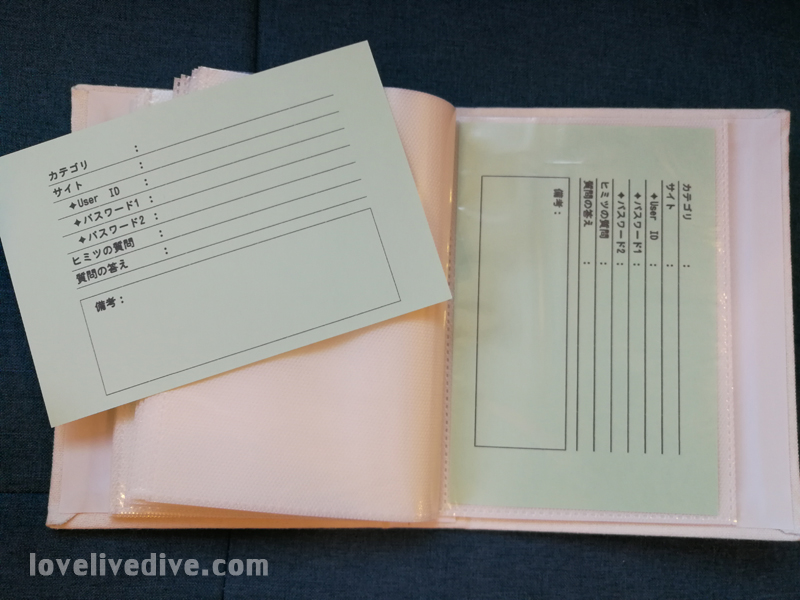 カテゴリ :
サイト :
✦User ID :
✦パスワード1 :
✦パスワード2 :
ヒミツの質問 :
質問の答え :
備考:
カテゴリ :
サイト :
✦User ID :
✦パスワード1 :
✦パスワード2 :
ヒミツの質問 :
質問の答え :
備考:
lovelivedive.com